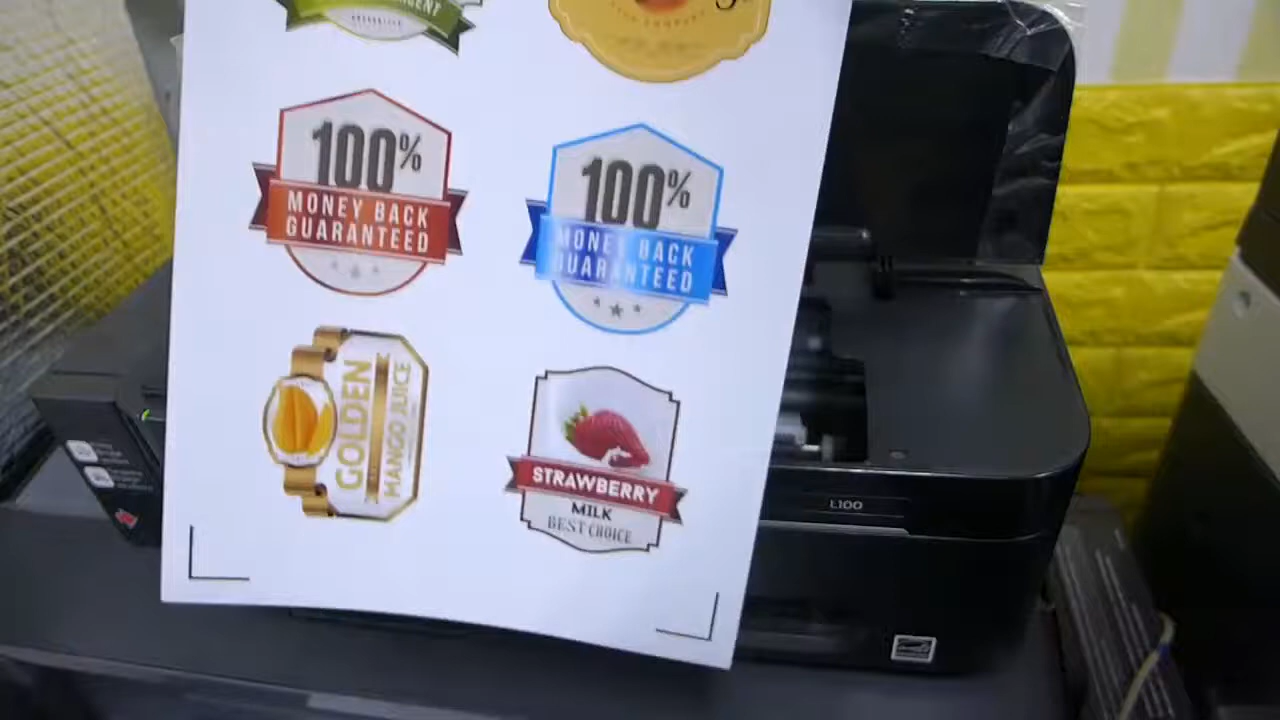 100%
MONEY BACK
GUARANTEED
100%
MONEY BACK
GUARANTEED
GOLDEN
MANGO JUICE
STRAWBERRY
MILK
BEST CHOICE
L100